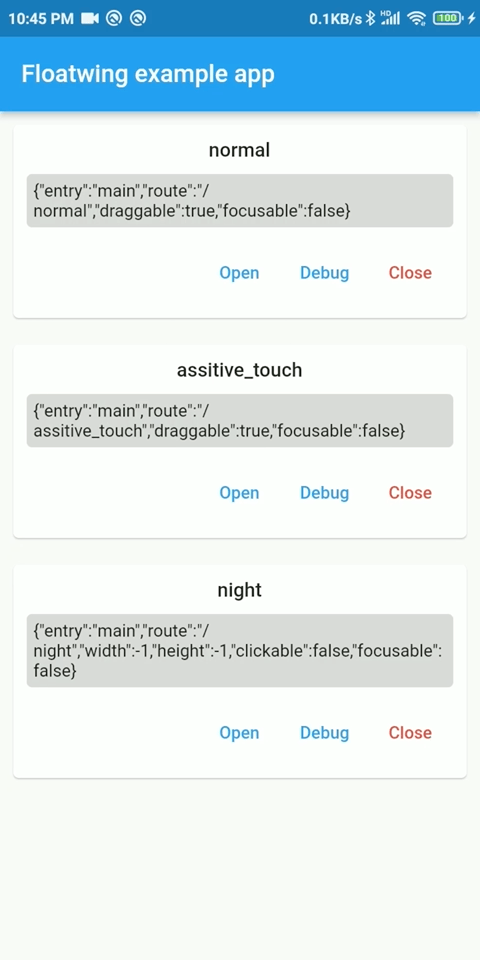 10:45 PM
0.1KB/s HD 100
Floatwing example app
normal
{"entry":"main","route":"/
normal","draggable":true,"focusable":false}
Open Debug Close
assitive_touch
{"entry":"main","route":"/
assitive_touch","draggable":true,"focusable":false}
Open Debug Close
night
{"entry":"main","route":"/
night","width":-1,"height":-1,"clickable":false,"focusable":
false}
Open Debug Close